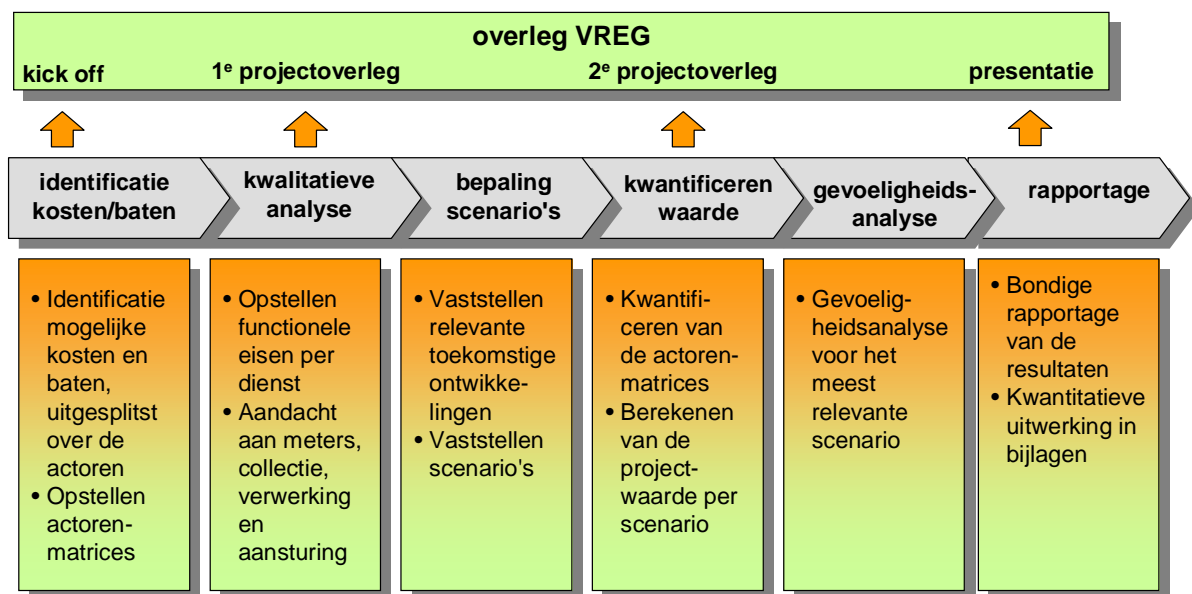 overleg VREG
kick off
1e projectoverleg
2e projectoverleg
presentatie
identificatie
kosten/baten
kwalitatieve
analyse
bepaling
scenario's
kwantificeren
waarde
gevoeligheids-
analyse
rapportage
• Identificatie
mogelijke
kosten en
baten,
uitgesplitst
over de
actoren
• Opstellen
actoren-
matrices
• Opstellen
functionele
eisen per
dienst
• Aandacht
aan meters,
collectie,
verwerking
en
aansturing
• Vaststellen
relevante
toekomstige
ontwikke-
lingen
• Vaststellen
scenario's
• Kwantifi-
ceren van
de actoren-
matrices
• Berekenen
van de
project-
waarde per
scenario
• Gevoelig-
heidsanalyse
voor het
meest
relevante
scenario
• Bondige
rapportage
van de
resultaten
• Kwantitatieve
uitwerking in
bijlagen